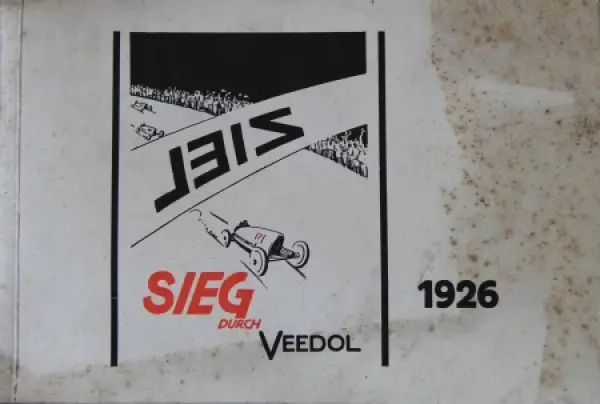 ZIEL
SIEG
DURCH
VEEDOL
1926